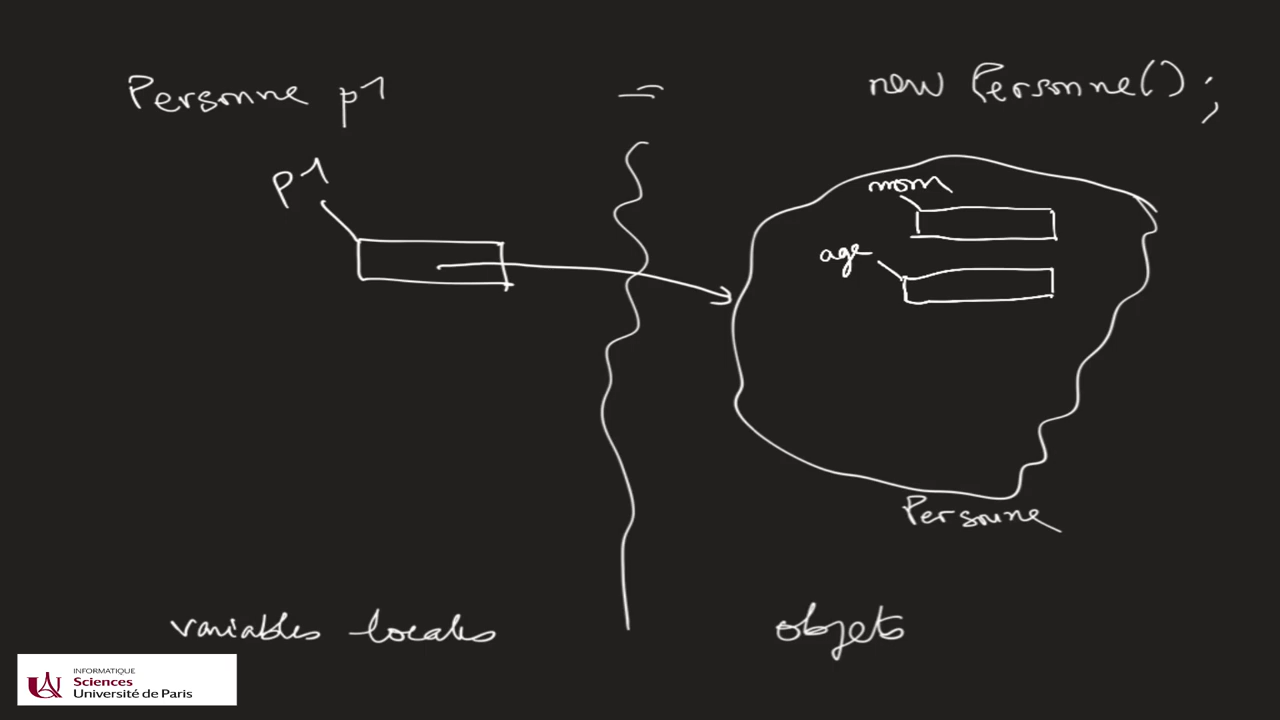 Personne p1 = new Personne();
p1
nom
age
Personne
variables locales
objets
INFORMATIQUE
Sciences
Université de Paris